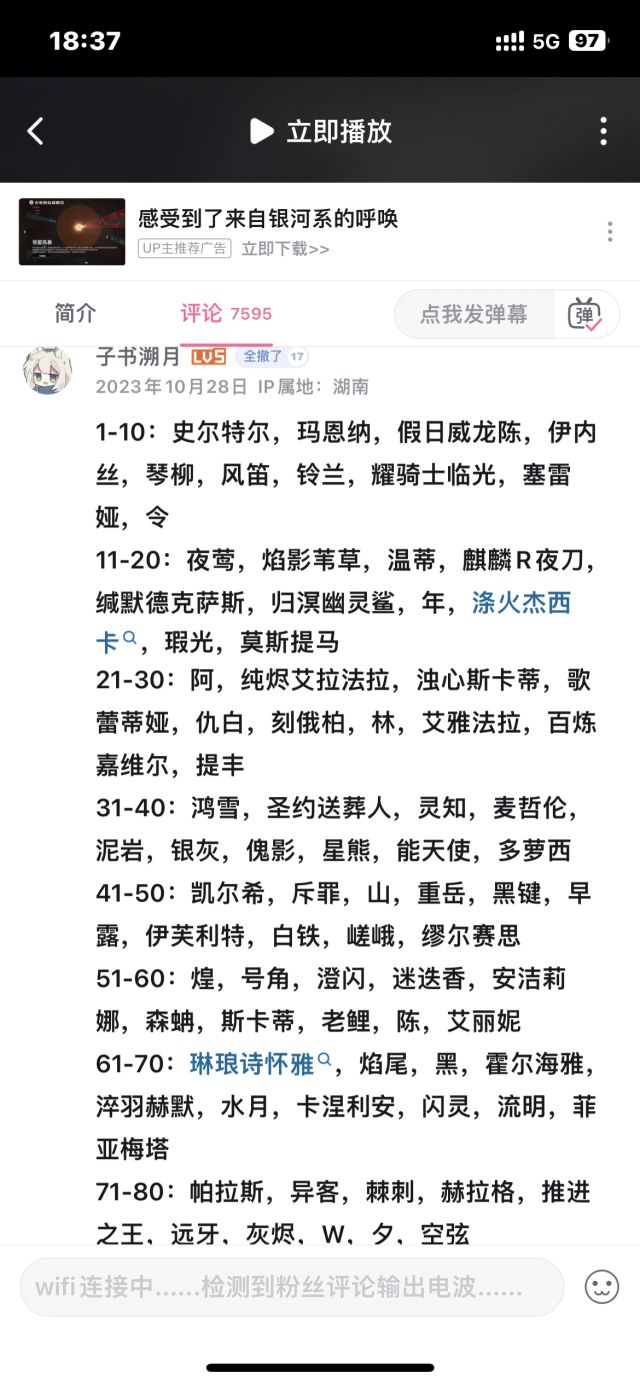 18:37
5G 97
立即播放
感受到了来自银河系的呼唤
UP主推荐广告 立即下载>>
简介 评论 7595 点我发弹幕 弹
子书溯月 LV5 全撤了 17
2023年10月28日 IP属地：湖南
1-10：史尔特尔，玛恩纳，假日威龙陈，伊内
丝，琴柳，风笛，铃兰，耀骑士临光，塞雷
娅，令
11-20：夜莺，焰影苇草，温蒂，麒麟R夜刀，
缄默德克萨斯，归溟幽灵鲨，年，涤火杰西
卡，瑕光，莫斯提马
21-30：阿，纯烬艾拉法拉，浊心斯卡蒂，歌
蕾蒂娅，仇白，刻俄柏，林，艾雅法拉，百炼
嘉维尔，提丰
31-40：鸿雪，圣约送葬人，灵知，麦哲伦，
泥岩，银灰，傀影，星熊，能天使，多萝西
41-50：凯尔希，斥罪，山，重岳，黑键，早
露，伊芙利特，白铁，嵯峨，缪尔赛思
51-60：煌，号角，澄闪，迷迭香，安洁莉
娜，森蚺，斯卡蒂，老鲤，陈，艾丽妮
61-70：琳琅诗怀雅，焰尾，黑，霍尔海雅，
淬羽赫默，水月，卡涅利安，闪灵，流明，菲
亚梅塔
71-80：帕拉斯，异客，棘刺，赫拉格，推进
之王，远牙，灰烬，W，夕，空弦
wifi连接中……检测到粉丝评论输出电波……